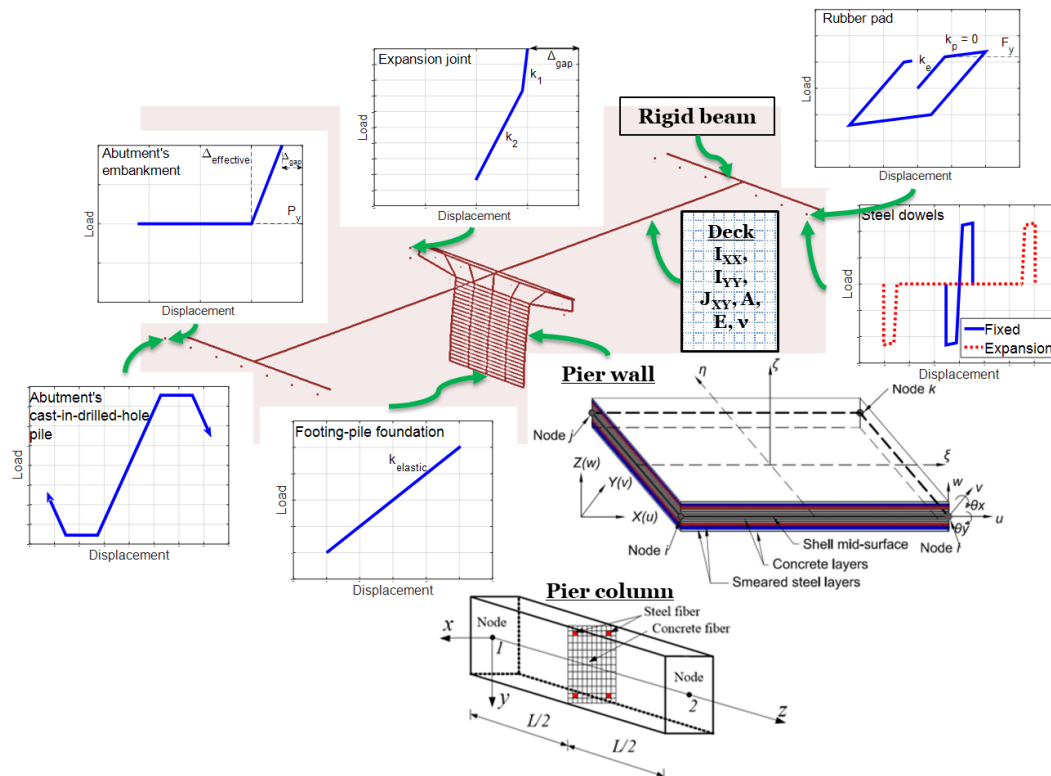 Rubber pad
k_p = 0
F_y
k_e
Load
Displacement
Expansion joint
Δ_gap
k_1
k_2
Load
Displacement
Rigid beam
Abutment's
embankment
Δ_effective
Δ_gap
P_y
Load
Displacement
Deck
I_XX,
I_YY,
J_XY, A,
E, ν
Steel dowels
Load
Fixed
Expansion
Displacement
Abutment's
cast-in-drilled-hole
pile
Load
Displacement
Footing-pile foundation
k_elastic
Load
Displacement
Pier wall
η
ζ
Node k
Node j
ξ
Z(w)
Y(v)
X(u)
w
v
θx
θy
u
Node i
Node l
Shell mid-surface
Concrete layers
Smeared steel layers
Pier column
Steel fiber
Concrete fiber
x
Node
1
y
Node
2
z
L/2
L/2